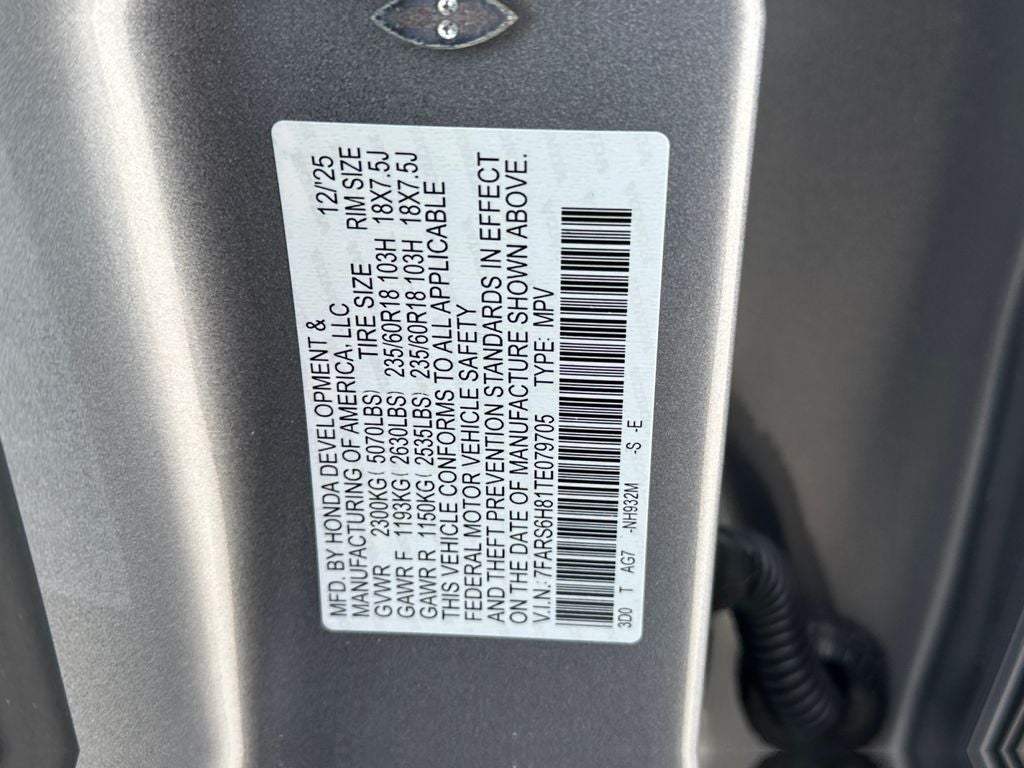 MFD. BY HONDA DEVELOPMENT &
MANUFACTURING OF AMERICA, LLC 12/'25
GVWR 2300KG( 5070LBS) TIRE SIZE RIM SIZE
GAWR F 1193KG( 2630LBS) 235/60R18 103H 18X7.5J
GAWR R 1150KG( 2535LBS) 235/60R18 103H 18X7.5J
THIS VEHICLE CONFORMS TO ALL APPLICABLE
FEDERAL MOTOR VEHICLE SAFETY
AND THEFT PREVENTION STANDARDS IN EFFECT
ON THE DATE OF MANUFACTURE SHOWN ABOVE.
V.I.N.: 7FARS6H81TE079705 TYPE: MPV
3D0 T AG7 -NH932M -S -E